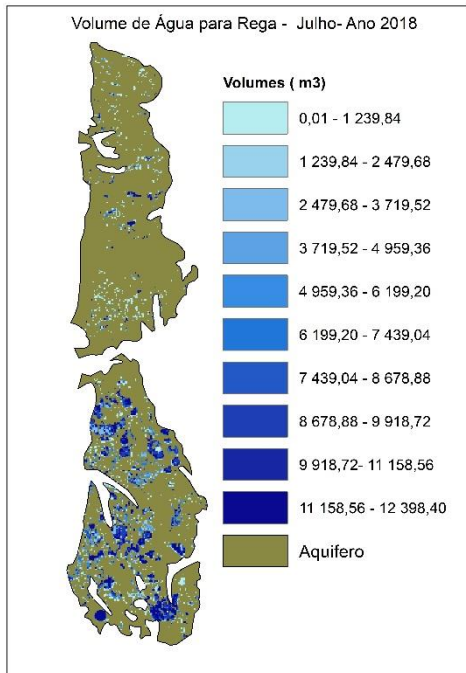 Volume de Água para Rega - Julho- Ano 2018
Volumes ( m3)
0,01 - 1 239,84
1 239,84 - 2 479,68
2 479,68 - 3 719,52
3 719,52 - 4 959,36
4 959,36 - 6 199,20
6 199,20 - 7 439,04
7 439,04 - 8 678,88
8 678,88 - 9 918,72
9 918,72- 11 158,56
11 158,56 - 12 398,40
Aquifero